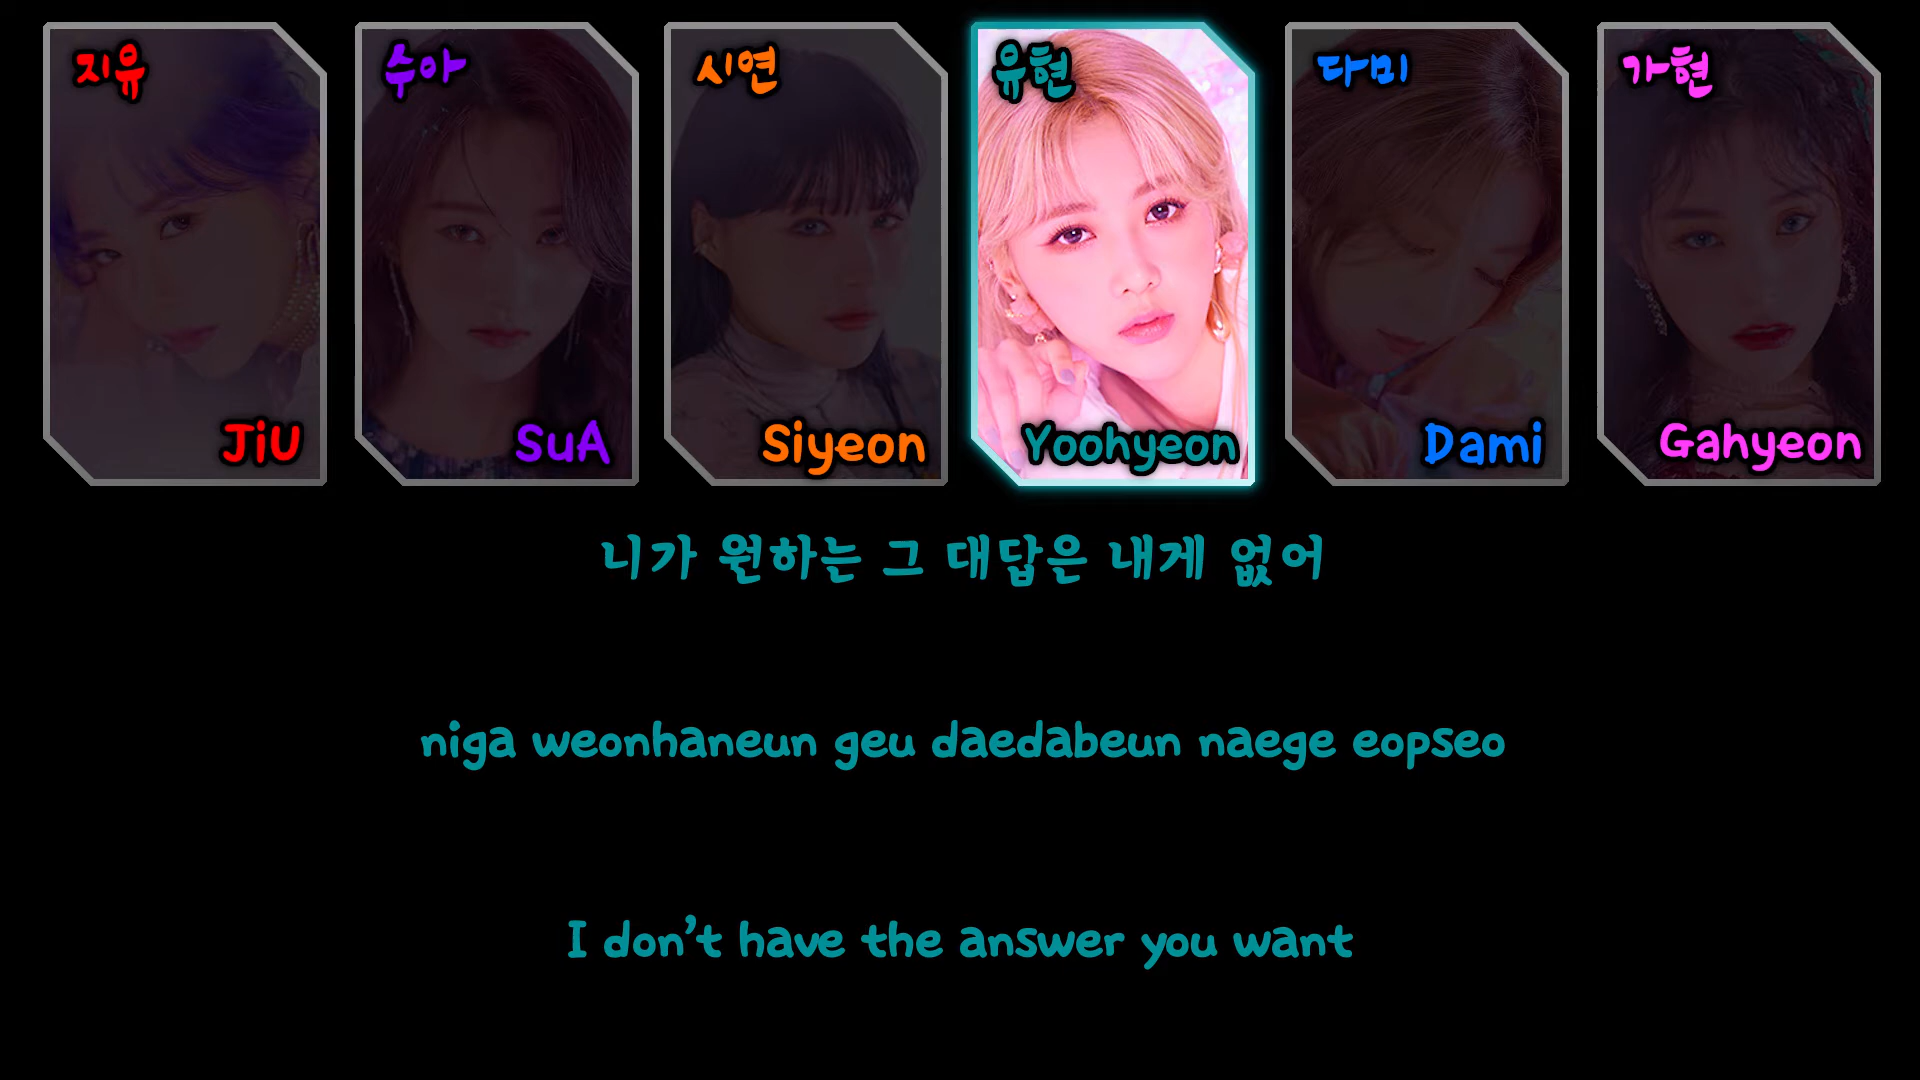 지유
수아
시연
유현
다미
가현
JiU
SuA
Siyeon
Yoohyeon
Dami
Gahyeon
니가 원하는 그 대답은 내게 없어
niga weonhaneun geu daedabeun naege eopseo
I don't have the answer you want